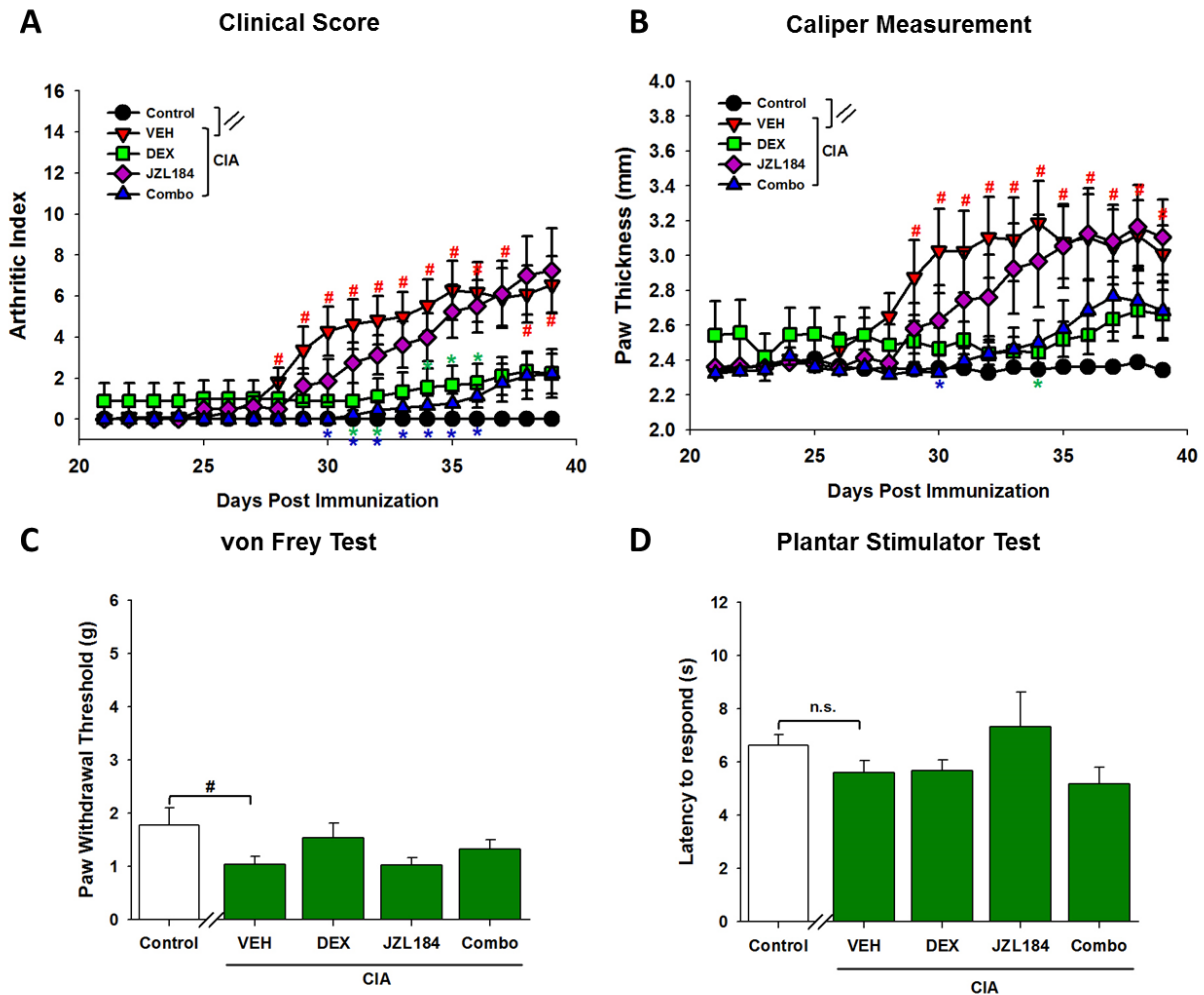 A
Clinical Score
Arthritic Index
16
14
12
10
8
6
4
2
0
Control
VEH
DEX
JZL184
Combo
CIA
# # # # # # # # # # # #
* * *
* *
* * * * * * *
20 25 30 35 40
Days Post Immunization
B
Caliper Measurement
Paw Thickness (mm)
4.0
3.8
3.6
3.4
3.2
3.0
2.8
2.6
2.4
2.2
2.0
Control
VEH
DEX
JZL184
Combo
CIA
# # # # # # # # # # #
* *
20 25 30 35 40
Days Post Immunization
C
von Frey Test
Paw Withdrawal Threshold (g)
6
5
4
3
2
1
0
#
Control VEH DEX JZL184 Combo
CIA
D
Plantar Stimulator Test
Latency to respond (s)
12
10
8
6
4
2
0
n.s.
Control VEH DEX JZL184 Combo
CIA